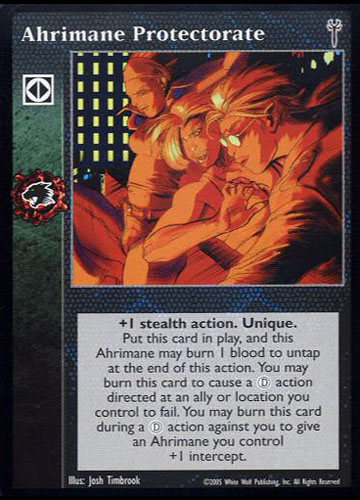 Ahrimane Protectorate
+1 stealth action. Unique.
Put this card in play, and this
Ahrimane may burn 1 blood to untap
at the end of this action. You may
burn this card to cause a Ⓓ action
directed at an ally or location you
control to fail. You may burn this card
during a Ⓓ action against you to give
an Ahrimane you control
+1 intercept.
Illus: Josh Timbrook
©2005 White Wolf Publishing, Inc. All Rights Reserved